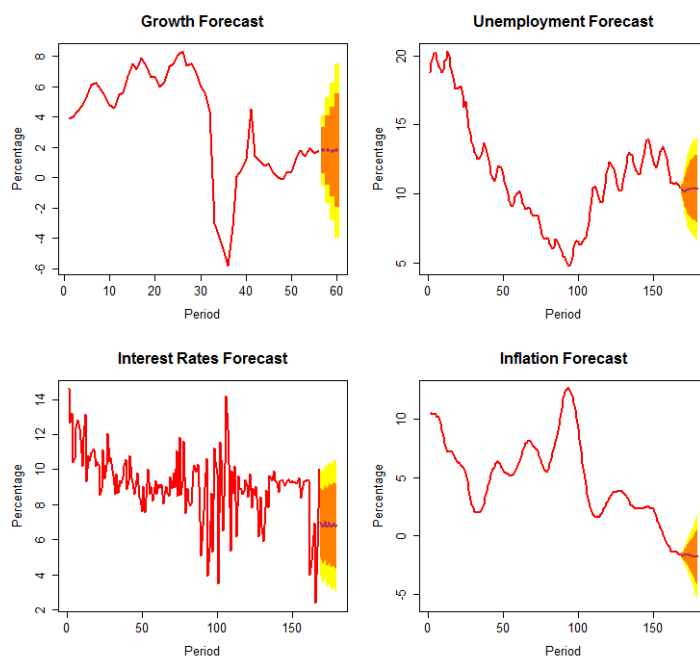 Growth Forecast
Percentage
8
6
4
2
0
-2
-4
-6
0 10 20 30 40 50 60
Period
Unemployment Forecast
Percentage
20
15
10
5
0 50 100 150
Period
Interest Rates Forecast
Percentage
14
12
10
8
6
4
2
0 50 100 150
Period
Inflation Forecast
Percentage
10
5
0
-5
0 50 100 150
Period